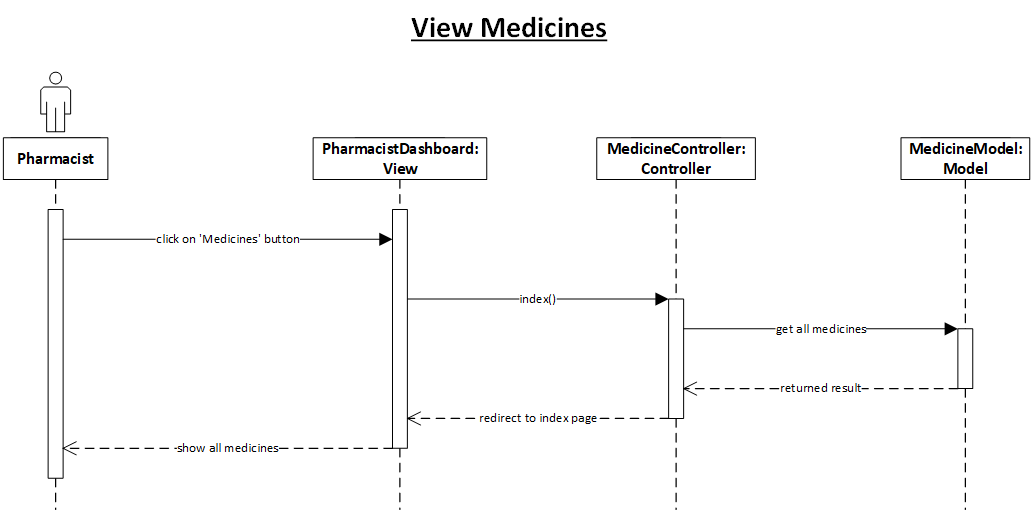 View Medicines
Pharmacist
PharmacistDashboard:
View
MedicineController:
Controller
MedicineModel:
Model
click on 'Medicines' button
index()
get all medicines
returned result
redirect to index page
show all medicines